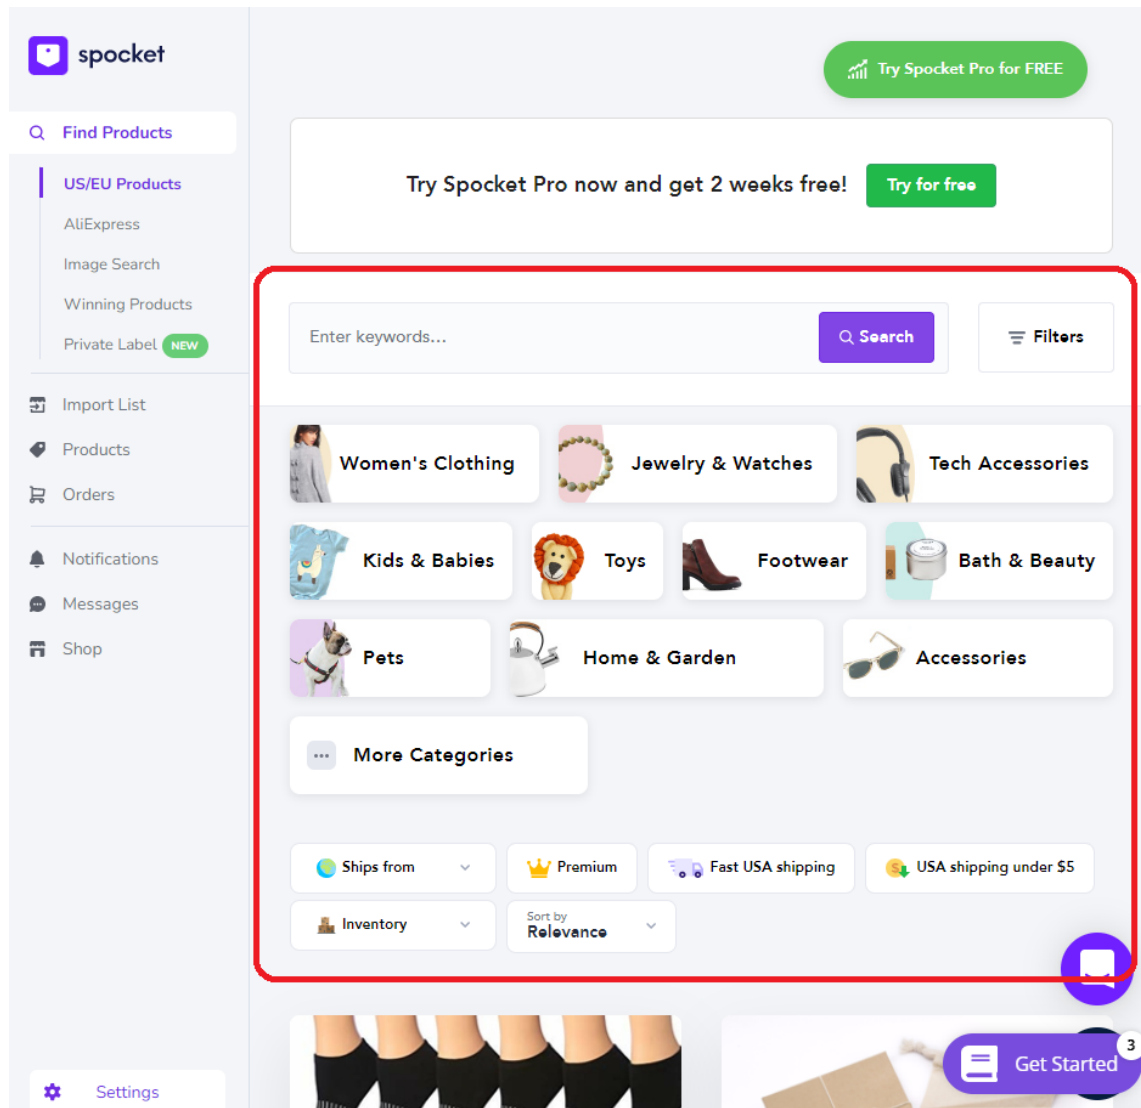 spocket
Try Spocket Pro for FREE
Find Products
US/EU Products
AliExpress
Image Search
Winning Products
Private Label NEW
Import List
Products
Orders
Notifications
Messages
Shop
Settings
Try Spocket Pro now and get 2 weeks free! Try for free
Enter keywords... Search Filters
Women's Clothing Jewelry & Watches Tech Accessories
Kids & Babies Toys Footwear Bath & Beauty
Pets Home & Garden Accessories
More Categories
Ships from Premium Fast USA shipping USA shipping under $5
Inventory Sort by
Relevance
3
Get Started